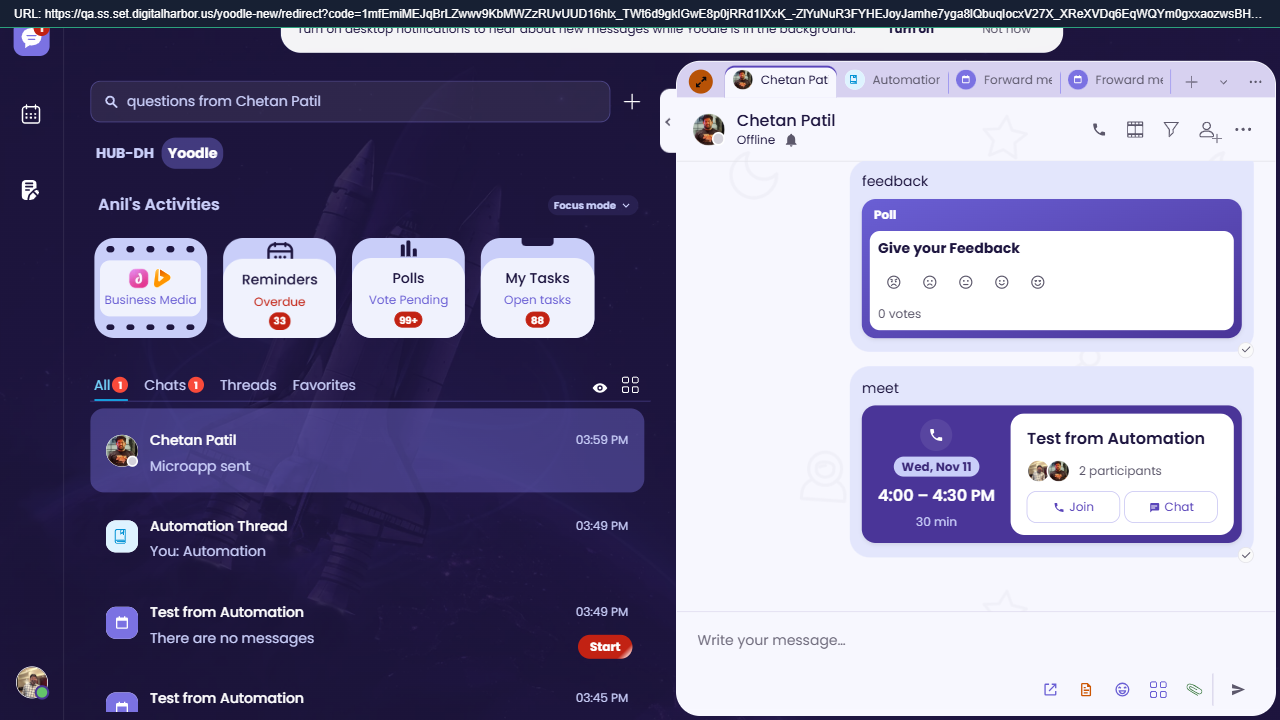 URL: https://qa.ss.set.digitalharbor.us/yoodle-new/redirect?code=1mfEmiMEJqBrLZwwv9KbMWZzRUvUUD16hIx_TWt6d9gklGwE8p0jRRd1lXxK_-ZlYuNuR3FYHEJoyJamhe7yga8lQbuqIocxV27X_XReXVDq6EqWQYm0gxxaozwsBH...
Turn on desktop notifications to hear about new messages while Yoodle is in the background.
Turn on
Not now
1
questions from Chetan Patil
HUB-DH
Yoodle
Anil's Activities
Focus mode
Business Media
Reminders
Overdue
33
Polls
Vote Pending
99+
My Tasks
Open tasks
88
All 1
Chats 1
Threads
Favorites
Chetan Patil
03:59 PM
Microapp sent
Automation Thread
03:49 PM
You: Automation
Test from Automation
03:49 PM
There are no messages
Start
Test from Automation
03:45 PM
Chetan Pat
Automation
Forward me
Froward me
Chetan Patil
Offline
feedback
Poll
Give your Feedback
0 votes
meet
Wed, Nov 11
4:00 – 4:30 PM
30 min
Test from Automation
2 participants
Join
Chat
Write your message...